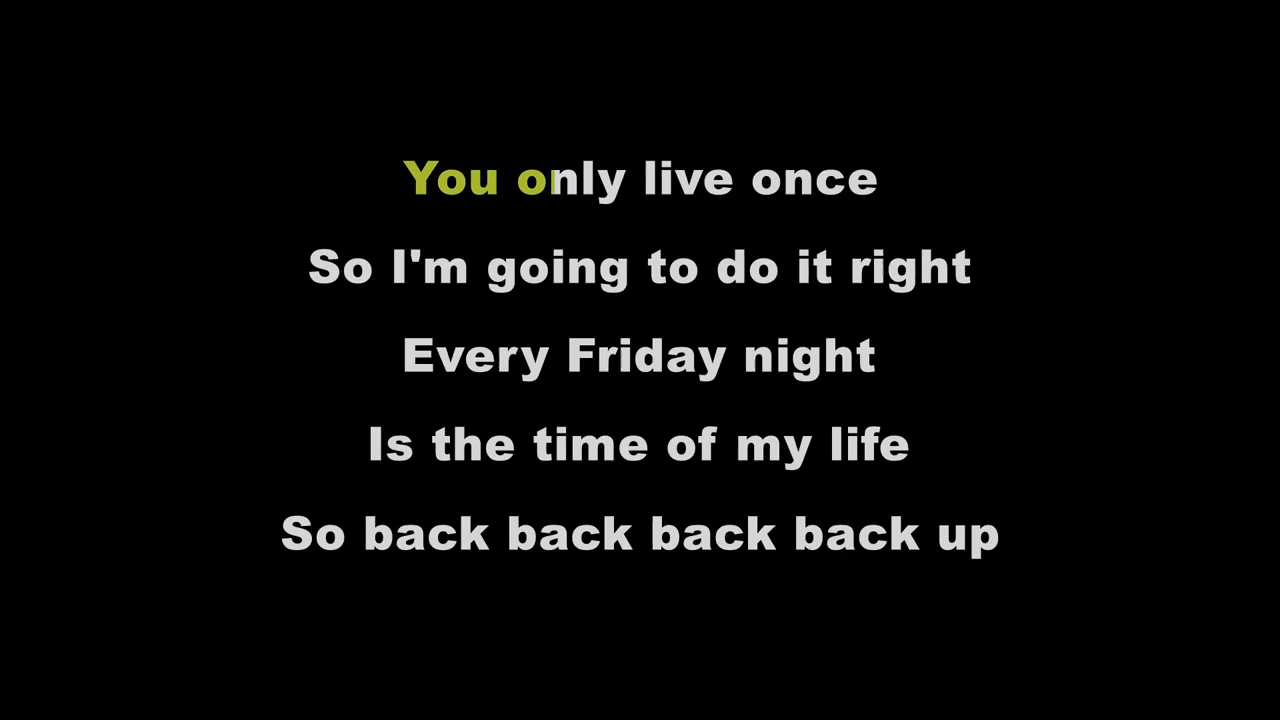 You only live once
So I'm going to do it right
Every Friday night
Is the time of my life
So back back back back up